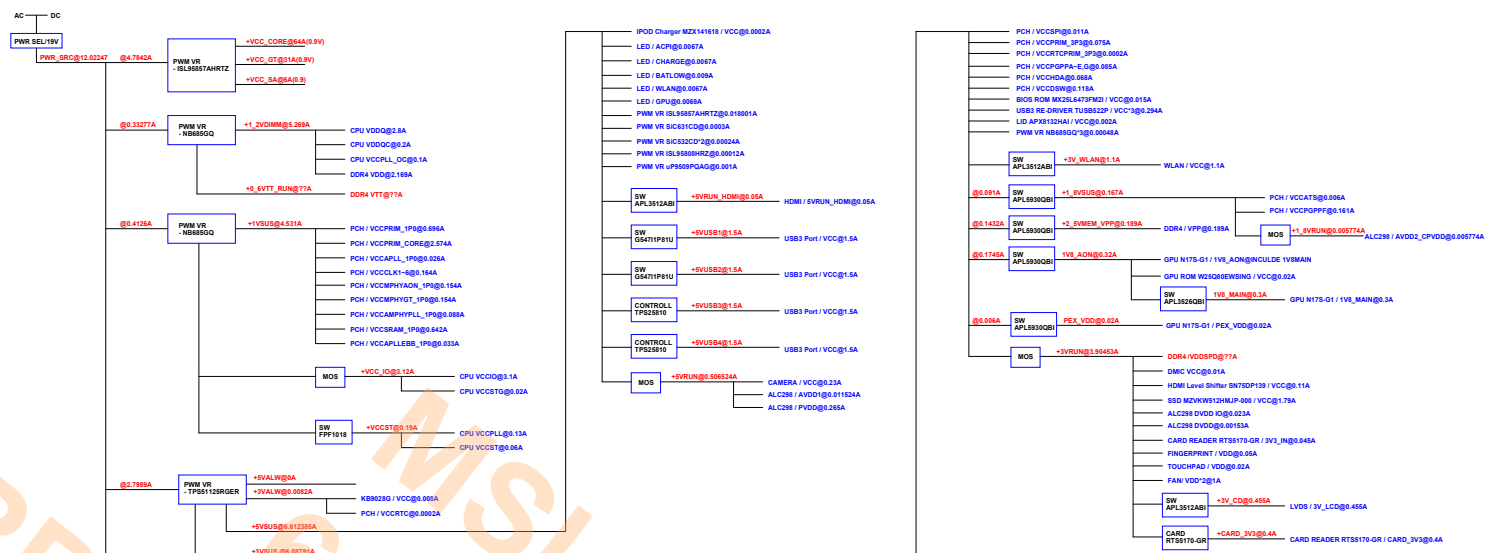 AC
DC
PWR SEL/19V
PWR_SRC@12.02247
@4.7842A
PWM VR
- ISL95857AHRTZ
+VCC_CORE@64A(0.9V)
+VCC_GT@31A(0.9V)
+VCC_SA@6A(0.9)
@0.33277A
PWM VR
- NB685GQ
+1_2VDIMM@5.269A
CPU VDDQ@2.8A
CPU VDDQC@0.2A
CPU VCCPLL_OC@0.1A
DDR4 VDD@2.169A
+0_6VTT_RUN@??A
DDR4 VTT@??A
@0.4126A
PWM VR
- NB685GQ
+1VSUS@4.531A
PCH / VCCPRIM_1P0@0.696A
PCH / VCCPRIM_CORE@2.574A
PCH / VCCAPLL_1P0@0.026A
PCH / VCCCLK1~6@0.164A
PCH / VCCMPHYAON_1P0@0.154A
PCH / VCCMPHYGT_1P0@0.154A
PCH / VCCAMPHYPLL_1P0@0.088A
PCH / VCCSRAM_1P0@0.642A
PCH / VCCAPLLEBB_1P0@0.033A
MOS
+VCC_IO@3.12A
CPU VCCIO@3.1A
CPU VCCSTG@0.02A
SW
FPF1018
+VCCST@0.19A
CPU VCCPLL@0.13A
CPU VCCST@0.06A
@2.7989A
PWM VR
- TPS51125RGER
+5VALW@0A
+3VALW@0.0082A
KB9028G / VCC@0.008A
PCH / VCCRTC@0.0002A
+5VSUS@6.612385A
+3VSUS @6.08791A
IPOD Charger MZX141618 / VCC@0.0002A
LED / ACPI@0.0067A
LED / CHARGE@0.0067A
LED / BATLOW@0.009A
LED / WLAN@0.0067A
LED / GPU@0.0069A
PWM VR ISL95857AHRTZ@0.018001A
PWM VR SiC631CD@0.0003A
PWM VR SiC532CD*2@0.00024A
PWM VR ISL95808HRZ@0.00012A
PWM VR uP9509PQAG@0.001A
SW
APL3512ABI
+5VRUN_HDMI@0.05A
HDMI / 5VRUN_HDMI@0.05A
SW
G547I1P81U
+5VUSB1@1.5A
USB3 Port / VCC@1.5A
SW
G547I1P81U
+5VUSB2@1.5A
USB3 Port / VCC@1.5A
CONTROLL
TPS25810
+5VUSB3@1.5A
USB3 Port / VCC@1.5A
CONTROLL
TPS25810
+5VUSB4@1.5A
USB3 Port / VCC@1.5A
MOS
+5VRUN@0.506524A
CAMERA / VCC@0.23A
ALC298 / AVDD1@0.011524A
ALC298 / PVDD@0.265A
PCH / VCCSPI@0.011A
PCH / VCCPRIM_3P3@0.075A
PCH / VCCRTCPRIM_3P3@0.0002A
PCH / VCCPGPPA~E,G@0.085A
PCH / VCCHDA@0.068A
PCH / VCCDSW@0.118A
BIOS ROM MX25L6473FM2I / VCC@0.015A
USB3 RE-DRIVER TUSB522P / VCC*3@0.294A
LID APX8132HAI / VCC@0.002A
PWM VR NB685GQ*3@0.00048A
SW
APL3512ABI
+3V_WLAN@1.1A
WLAN / VCC@1.1A
@0.091A
SW
APL5930QBI
+1_8VSUS@0.167A
PCH / VCCATS@0.006A
PCH / VCCPGPPF@0.161A
MOS
+1_8VRUN@0.005774A
ALC298 / AVDD2_CPVDD@0.005774A
@0.1432A
SW
APL5930QBI
+2_5VMEM_VPP@0.189A
DDR4 / VPP@0.189A
@0.1745A
SW
APL5930QBI
1V8_AON@0.32A
GPU N17S-G1 / 1V8_AON@INCULDE 1V8MAIN
GPU ROM W25Q80EWSING / VCC@0.02A
SW
APL3526QBI
1V8_MAIN@0.3A
GPU N17S-G1 / 1V8_MAIN@0.3A
@0.006A
SW
APL5930QBI
PEX_VDD@0.02A
GPU N17S-G1 / PEX_VDD@0.02A
MOS
+3VRUN@3.90453A
DDR4 /VDDSPD@??A
DMIC VCC@0.01A
HDMI Level Shifter SN75DP139 / VCC@0.11A
SSD MZVKW512HMJP-000 / VCC@1.79A
ALC298 DVDD IO@0.023A
ALC298 DVDD@0.00153A
CARD READER RTS5170-GR / 3V3_IN@0.045A
FINGERPRINT / VDD@0.05A
TOUCHPAD / VDD@0.02A
FAN/ VDD*2@1A
SW
APL3512ABI
+3V_CD@0.455A
LVDS / 3V_LCD@0.455A
CARD
RTS5170-GR
+CARD_3V3@0.4A
CARD READER RTS5170-GR / CARD_3V3@0.4A
MSI